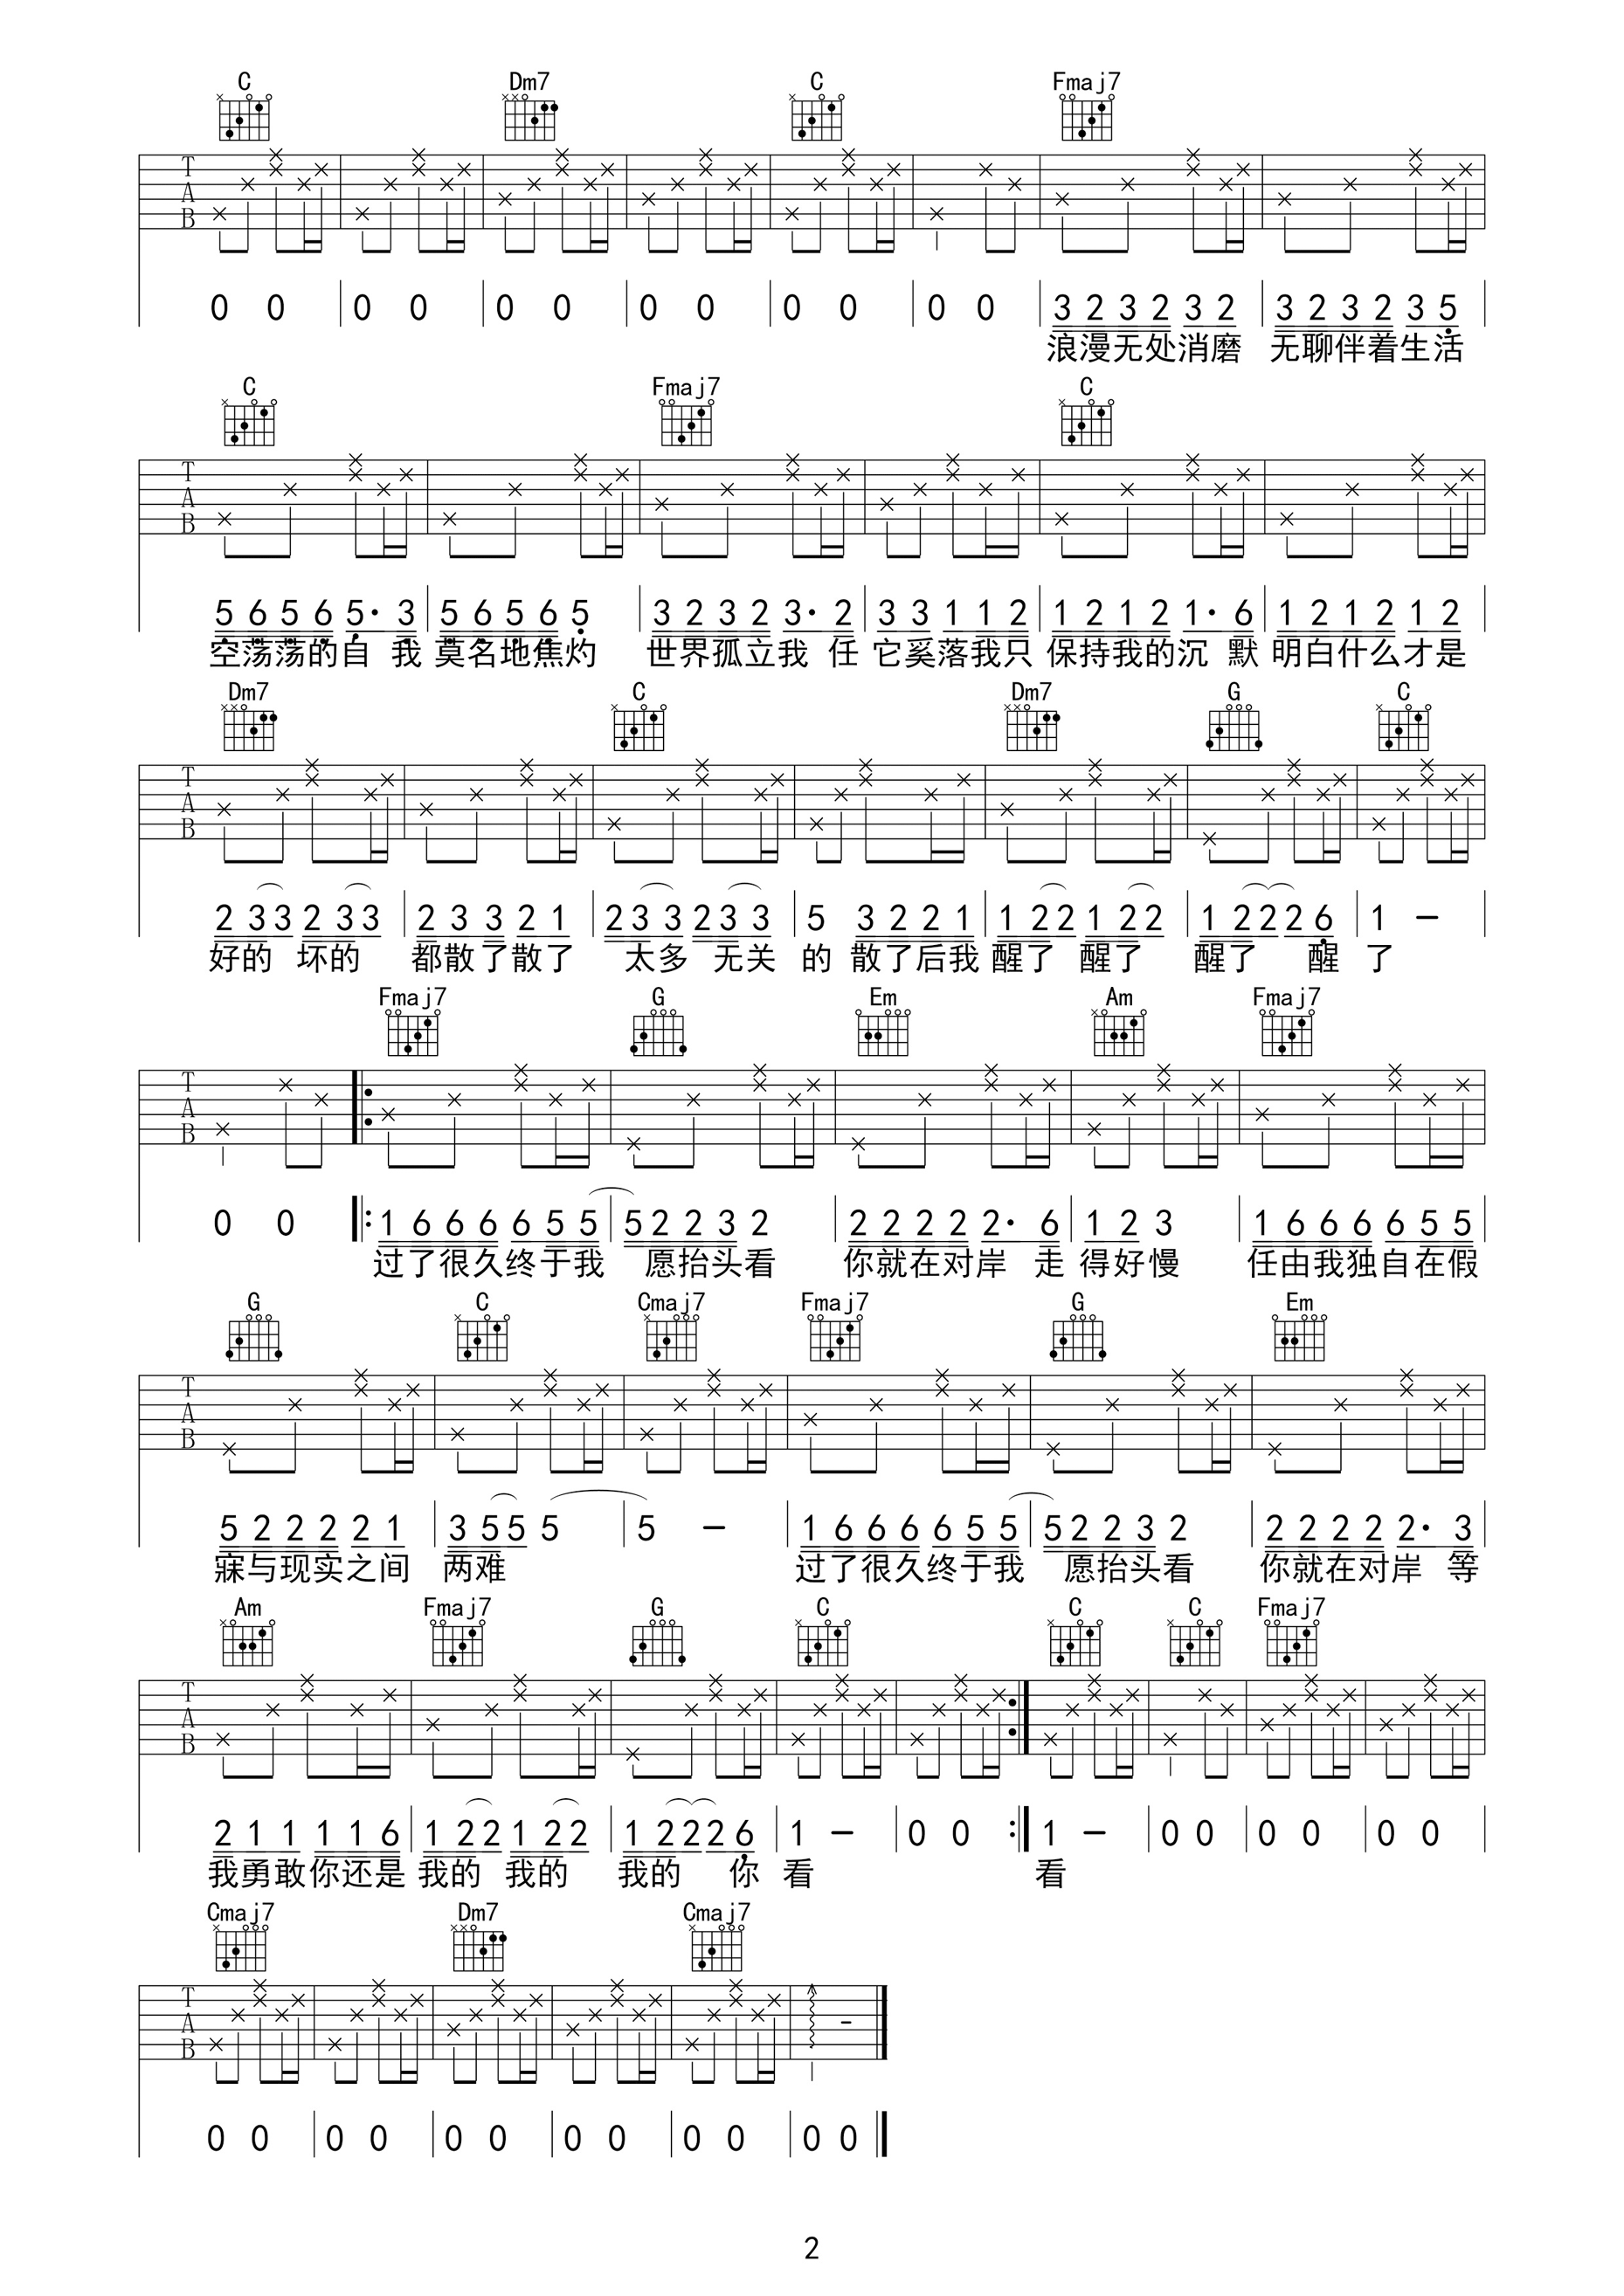 C Dm7 C Fmaj7
T A B
0 0 0 0 0 0 0 0 0 0 0 0 3 2 3 2 3 2 3 2 3 2 3 5
浪漫无处消磨 无聊伴着生活
C Fmaj7 C
T A B
5 6 5 6 5· 3 5 6 5 6 5 3 2 3 2 3· 2 3 3 1 1 2 1 2 1 2 1· 6 1 2 1 2 1 2
空荡荡的自 我 莫名地焦灼 世界孤立我 任 它奚落我只 保持我的沉 默 明白什么才是
Dm7 C Dm7 G C
T A B
2 3 3 2 3 3 2 3 3 2 1 2 3 3 2 3 3 5 3 2 2 1 1 2 2 1 2 2 1 2 2 2 6 1 –
好的 坏的 都散了散了 太多 无关 的 散了后我 醒了 醒了 醒了 醒 了
Fmaj7 G Em Am Fmaj7
T A B
0 0 1 6 6 6 6 5 5 5 2 2 3 2 2 2 2 2 2· 6 1 2 3 1 6 6 6 6 5 5
过了很久终于我 愿抬头看 你就在对岸 走 得好慢 任由我独自在假
G C Cmaj7 Fmaj7 G Em
T A B
5 2 2 2 2 1 3 5 5 5 5 – 1 6 6 6 6 5 5 5 2 2 3 2 2 2 2 2 2· 3
寐与现实之间 两难 过了很久终于我 愿抬头看 你就在对岸 等
Am Fmaj7 G C C C Fmaj7
T A B
2 1 1 1 1 6 1 2 2 1 2 2 1 2 2 2 6 1 – 0 0 1 – 0 0 0 0 0 0
我勇敢你还是 我的 我的 我的 你 看 看
Cmaj7 Dm7 Cmaj7
T A B
0 0 0 0 0 0 0 0 0 0 0 0
2